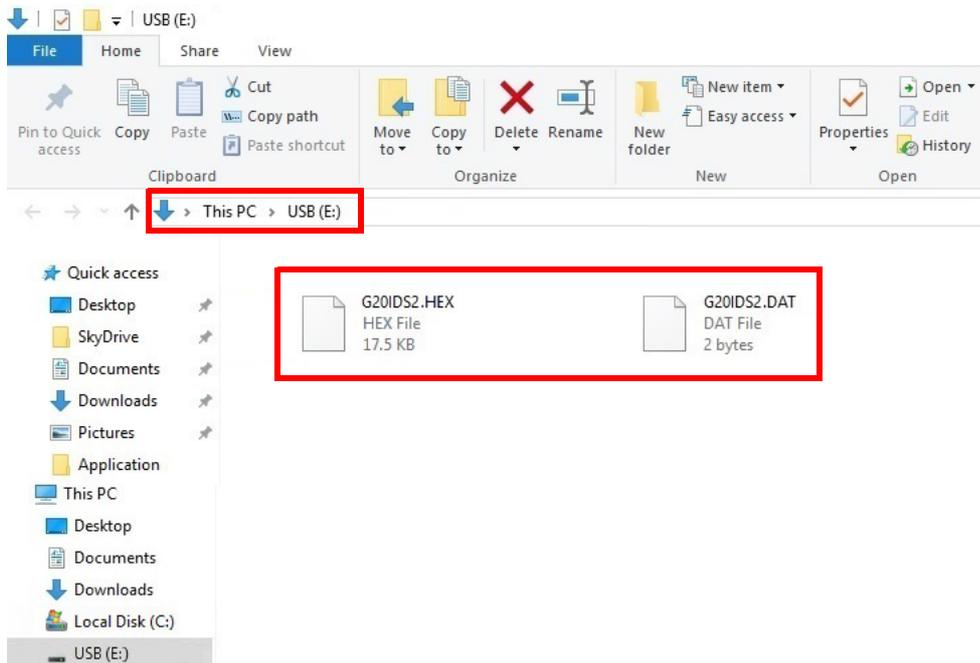 USB (E:)
File Home Share View
Pin to Quick access
Copy
Paste
Cut
Copy path
Paste shortcut
Move to
Copy to
Delete
Rename
New folder
New item
Easy access
Properties
Open
Edit
History
Clipboard Organize New Open
This PC > USB (E:)
Quick access
Desktop
SkyDrive
Documents
Downloads
Pictures
Application
This PC
Desktop
Documents
Downloads
Local Disk (C:)
USB (E:)
G20IDS2.HEX
HEX File
17.5 KB
G20IDS2.DAT
DAT File
2 bytes